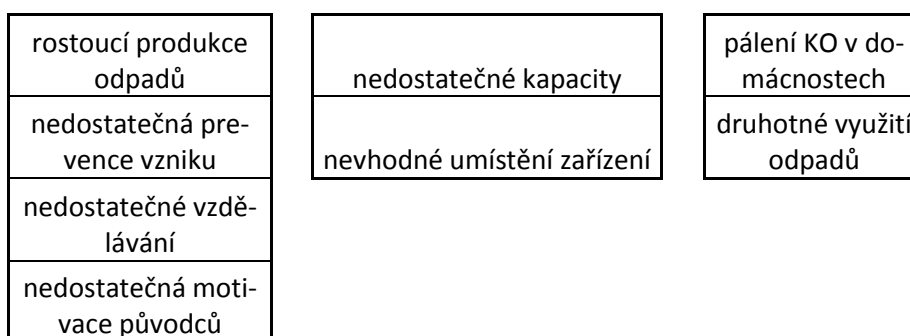 rostoucí produkce
odpadů
nedostatečná pre-
vence vzniku
nedostatečné vzdě-
lávání
nedostatečná moti-
vace původců
nedostatečné kapacity
nevhodné umístění zařízení
pálení KO v do-
mácnostech
druhotné využití
odpadů